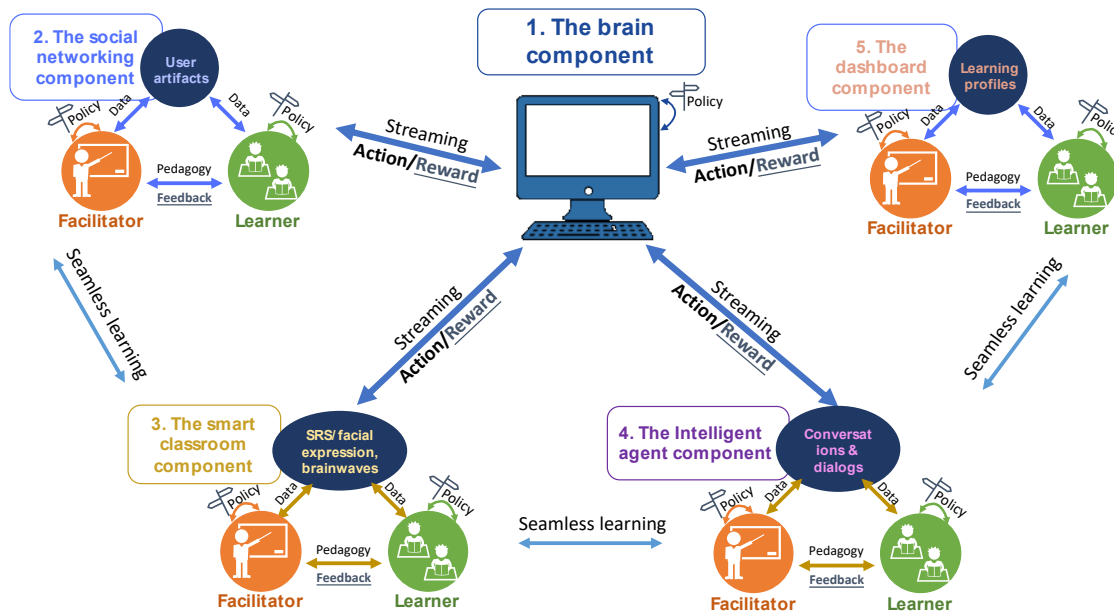 1. The brain
component
Policy
2. The social
networking
component
User
artifacts
Policy
Data
Data
Policy
Pedagogy
Feedback
Facilitator
Learner
Streaming
Action/Reward
5. The
dashboard
component
Learning
profiles
Policy
Data
Data
Policy
Pedagogy
Feedback
Facilitator
Learner
Streaming
Action/Reward
Seamless learning
Streaming
Action/Reward
Streaming
Action/Reward
Seamless learning
3. The smart
classroom
component
SRS/ facial
expression,
brainwaves
Policy
Data
Data
Policy
Pedagogy
Feedback
Facilitator
Learner
Seamless learning
4. The Intelligent
agent component
Conversat
ions &
dialogs
Policy
Data
Data
Policy
Pedagogy
Feedback
Facilitator
Learner